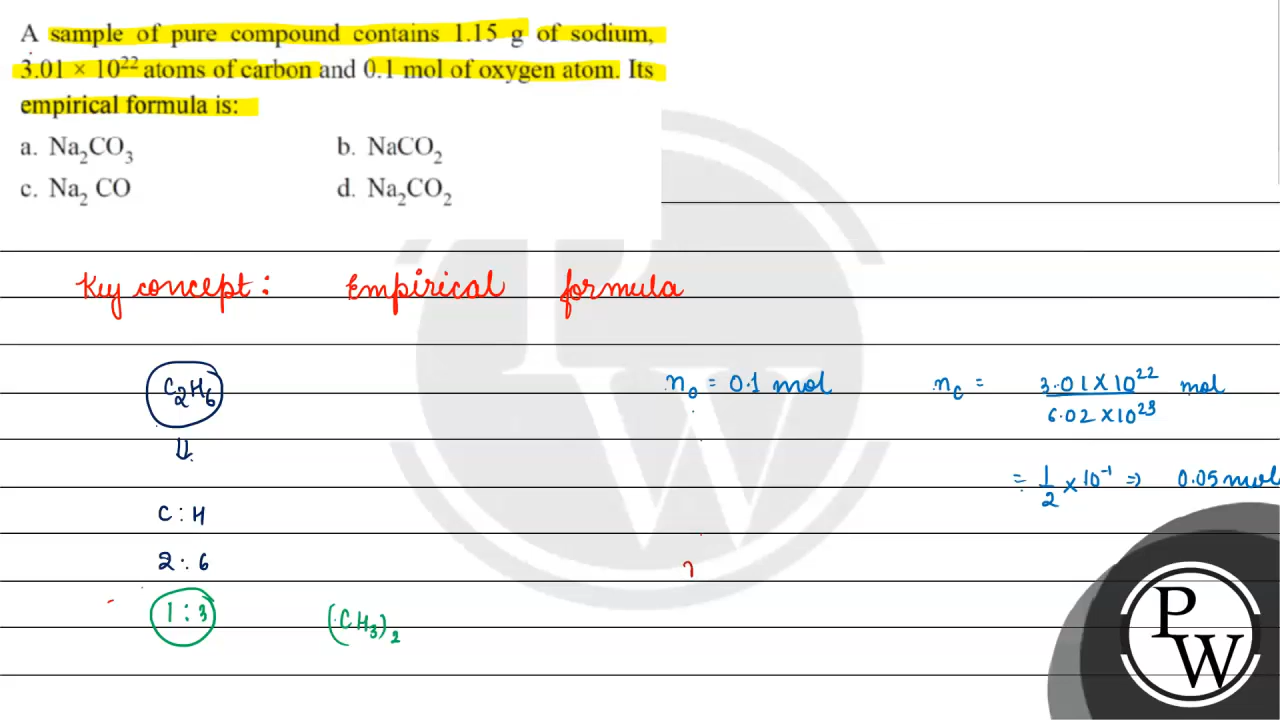 A sample of pure compound contains 1.15 g of sodium,
3.01 × 10²² atoms of carbon and 0.1 mol of oxygen atom. Its
empirical formula is:
a. Na₂CO₃ b. NaCO₂
c. Na₂ CO d. Na₂CO₂
Key concept: Empirical formula
C₂H₆
⇓
n₀ = 0.1 mol
n_C = 3.01 × 10²² / 6.02 × 10²³ mol
= 1/2 × 10⁻¹ ⇒ 0.05 mol
C : H
2 : 6
1 : 3 (CH₃)₂
PW
PW